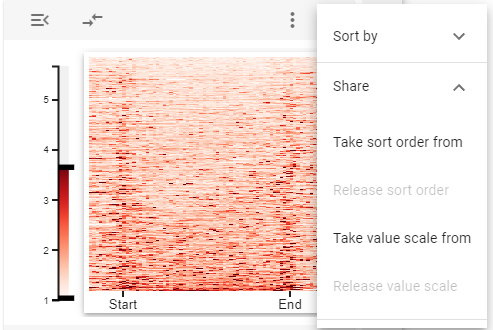 Sort by
Share
Take sort order from
Release sort order
Take value scale from
Release value scale
5
4
3
2
1
Start End